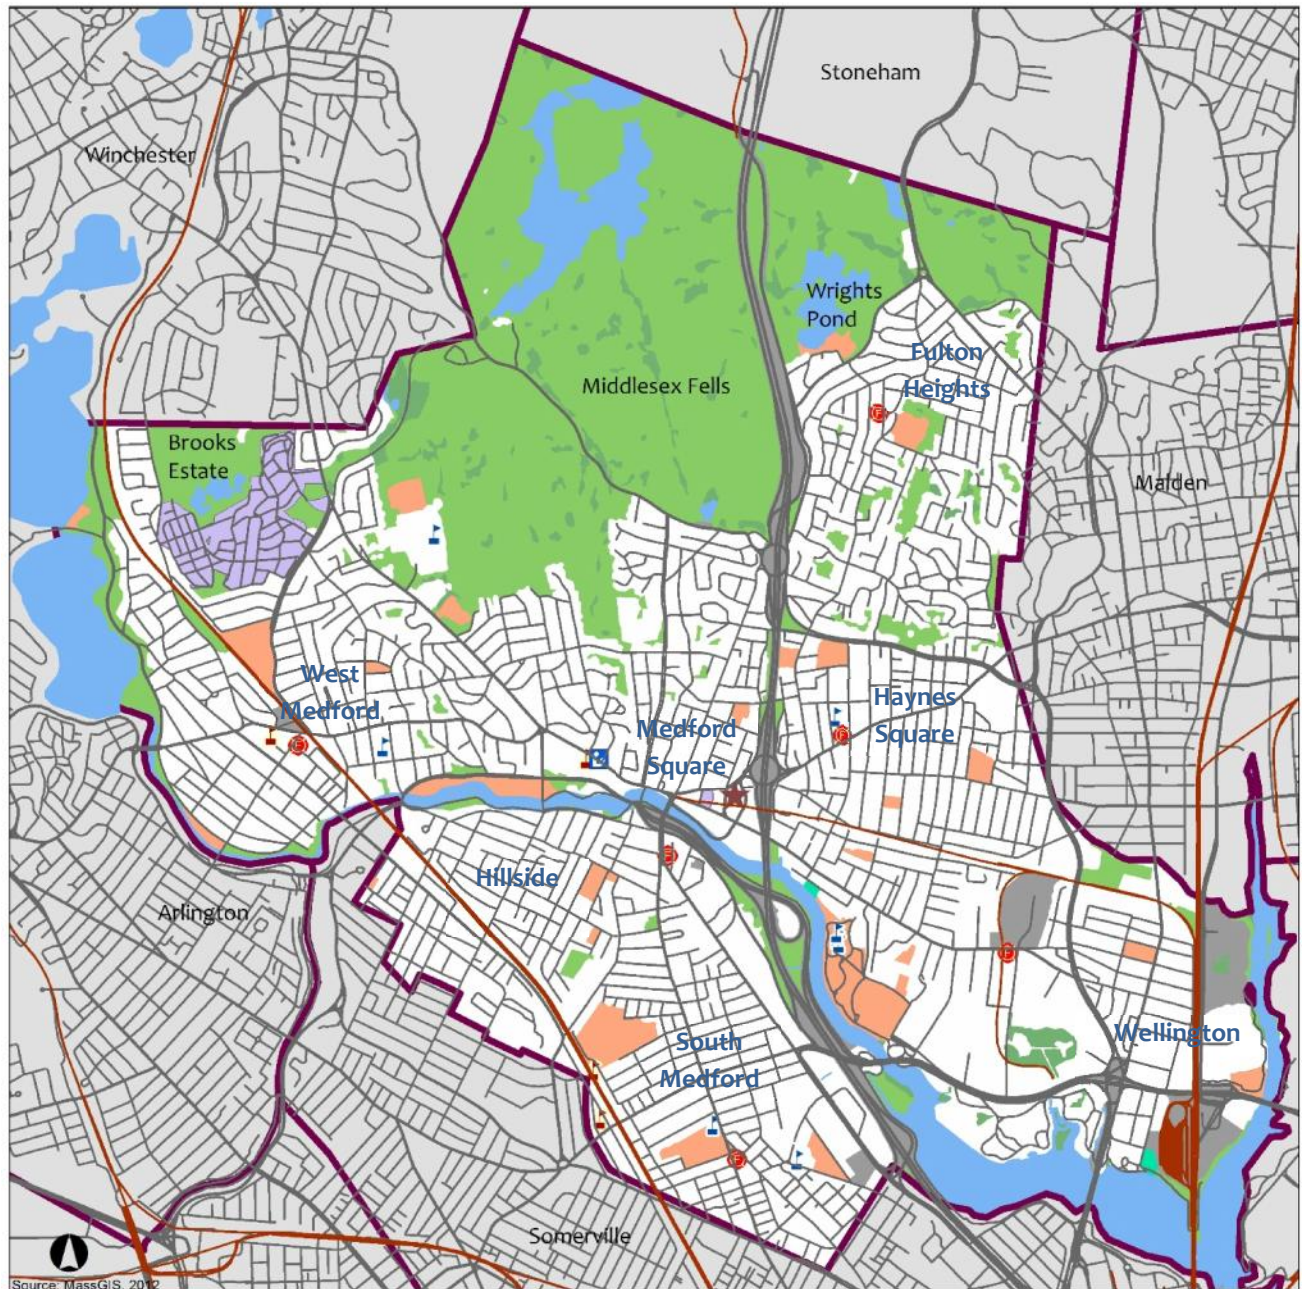 Stoneham
Winchester
Wrights
Pond
Fulton
Heights
Middlesex Fells
Brooks
Estate
Malden
West
Medford
Haynes
Square
Medford
Square
Hillside
Arlington
South
Medford
Wellington
Somerville
Source: MassGIS, 2012